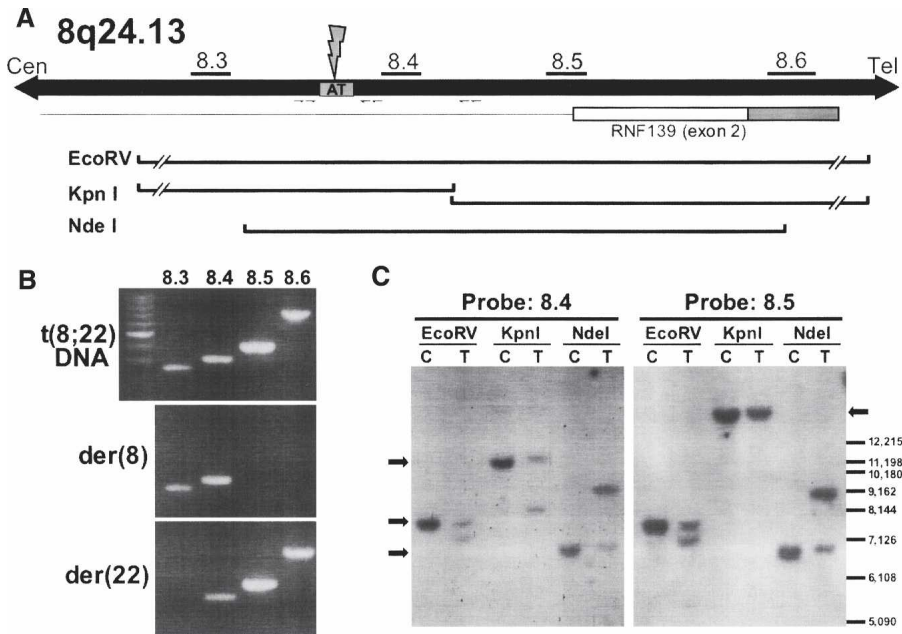 A
8q24.13
Cen
8.3
8.4
8.5
8.6
Tel
AT
RNF139 (exon 2)
EcoRV
Kpn I
Nde I
B
8.3 8.4 8.5 8.6
t(8;22)
DNA
der(8)
der(22)
C
Probe: 8.4
EcoRV KpnI NdeI
C T C T C T
Probe: 8.5
EcoRV KpnI NdeI
C T C T C T
12,215
11,198
10,180
9,162
8,144
7,126
6,108
5,090